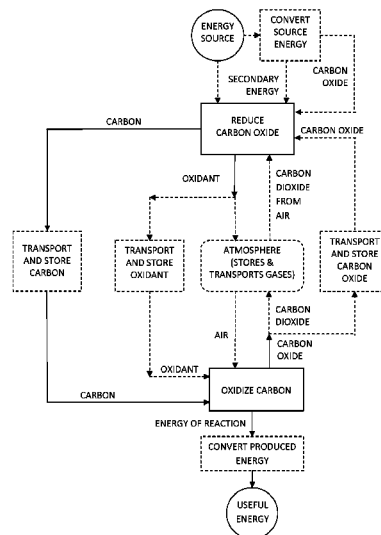 ENERGY
SOURCE
CONVERT
SOURCE
ENERGY
SECONDARY
ENERGY
CARBON
OXIDE
REDUCE
CARBON OXIDE
CARBON
CARBON OXIDE
OXIDANT
CARBON
DIOXIDE
FROM
AIR
TRANSPORT
AND STORE
CARBON
TRANSPORT
AND STORE
OXIDANT
ATMOSPHERE
(STORES &
TRANSPORTS GASES)
TRANSPORT
AND STORE
CARBON
OXIDE
CARBON
DIOXIDE
AIR
CARBON
OXIDE
OXIDANT
CARBON
OXIDIZE CARBON
ENERGY OF REACTION
CONVERT PRODUCED
ENERGY
USEFUL
ENERGY